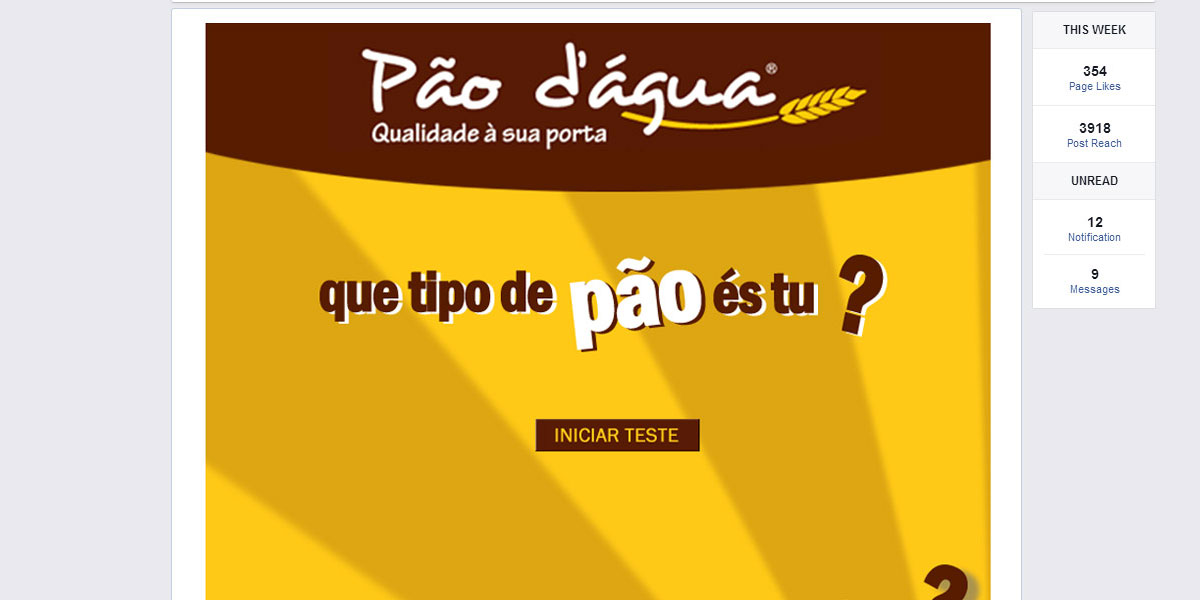 Pão d'água®
Qualidade à sua porta
que tipo de pão és tu ?
INICIAR TESTE
?
THIS WEEK
354
Page Likes
3918
Post Reach
UNREAD
12
Notification
9
Messages